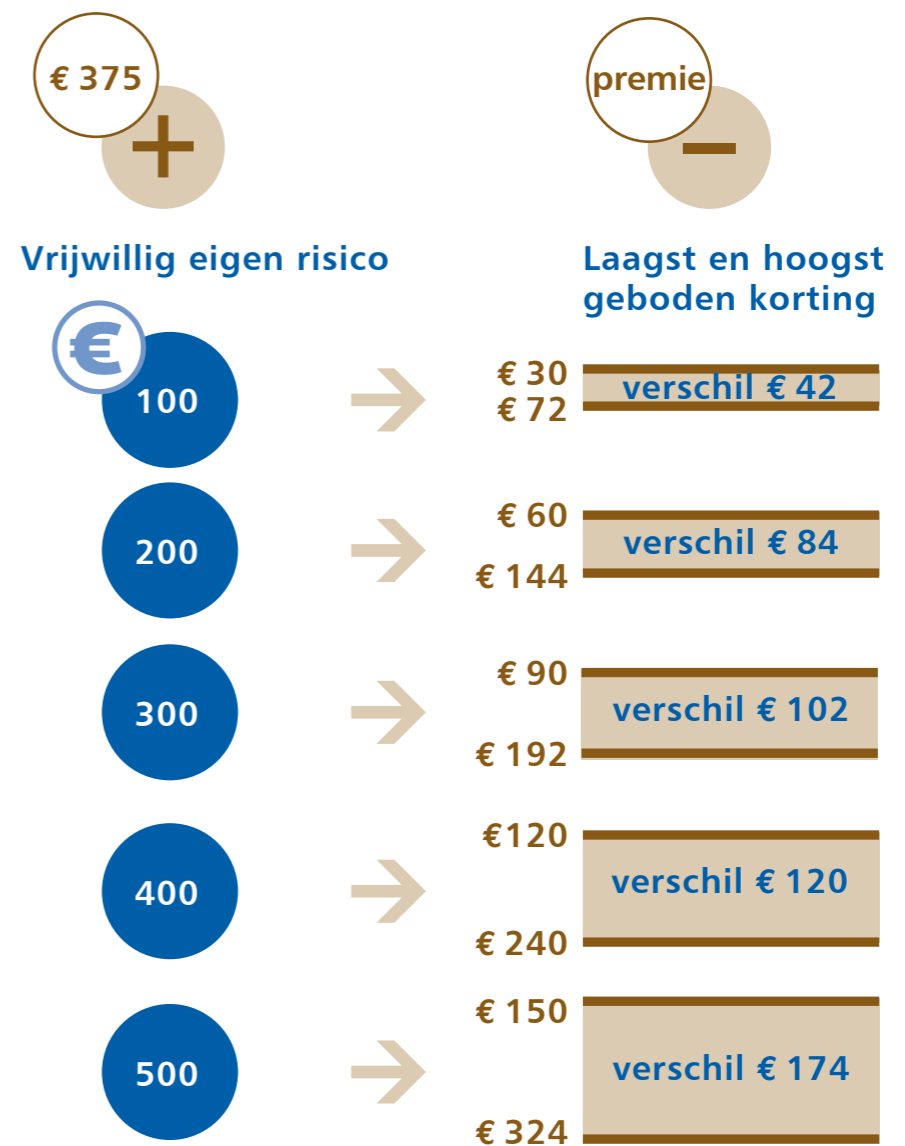 € 375
+
premie
–
Vrijwillig eigen risico
Laagst en hoogst
geboden korting
€
100
€ 30
€ 72
verschil € 42
200
€ 60
€ 144
verschil € 84
300
€ 90
€ 192
verschil € 102
400
€120
€ 240
verschil € 120
500
€ 150
€ 324
verschil € 174